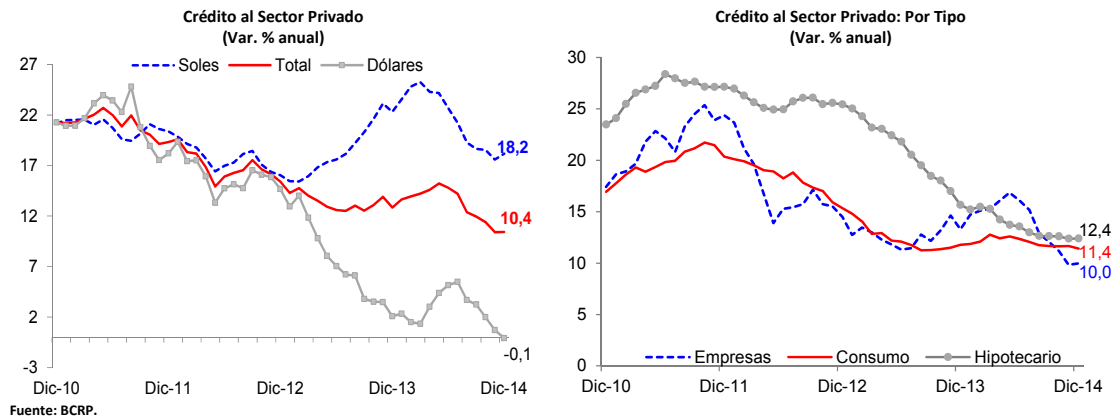 Crédito al Sector Privado
(Var. % anual)
27
Soles Total Dólares
22
17
12
7
2
-3
18,2
10,4
-0,1
Dic-10 Dic-11 Dic-12 Dic-13 Dic-14
Fuente: BCRP.
Crédito al Sector Privado: Por Tipo
(Var. % anual)
30
25
20
15
10
5
0
12,4
11,4
10,0
Empresas Consumo Hipotecario
Dic-10 Dic-11 Dic-12 Dic-13 Dic-14